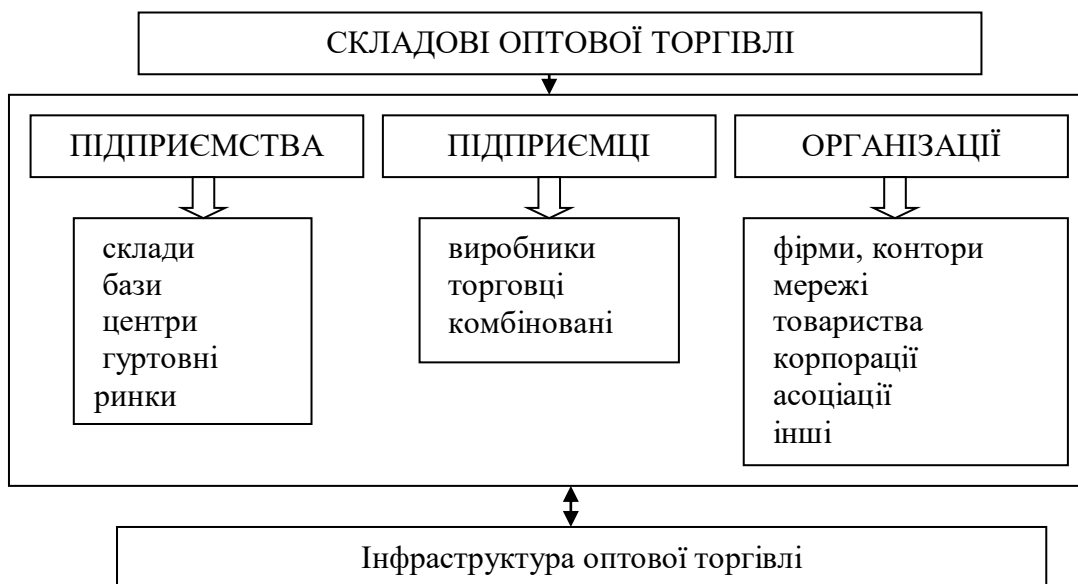 СКЛАДОВІ ОПТОВОЇ ТОРГІВЛІ
ПІДПРИЄМСТВА
склади
бази
центри
гуртовні
ринки
ПІДПРИЄМЦІ
виробники
торговці
комбіновані
ОРГАНІЗАЦІЇ
фірми, контори
мережі
товариства
корпорації
асоціації
інші
Інфраструктура оптової торгівлі